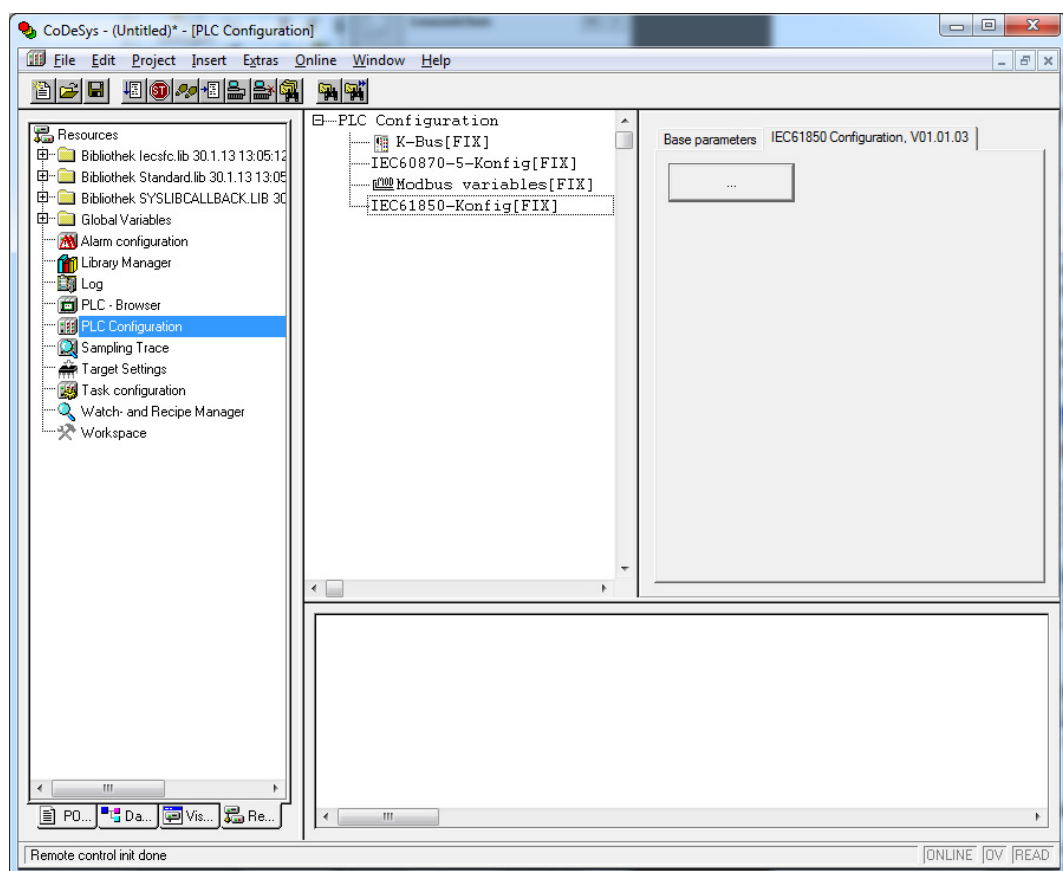 CoDeSys - (Untitled)* - [PLC Configuration]
File Edit Project Insert Extras Online Window Help
Resources
Bibliothek Iecsfc.lib 30.1.13 13:05:12
Bibliothek Standard.lib 30.1.13 13:05
Bibliothek SYSLIBCALLBACK.LIB 30
Global Variables
Alarm configuration
Library Manager
Log
PLC - Browser
PLC Configuration
Sampling Trace
Target Settings
Task configuration
Watch- and Recipe Manager
Workspace
PLC Configuration
K-Bus[FIX]
IEC60870-5-Konfig[FIX]
Modbus variables[FIX]
IEC61850-Konfig[FIX]
Base parameters IEC61850 Configuration, V01.01.03
...
PO... Da... Vis... Re...
Remote control init done ONLINE OV READ